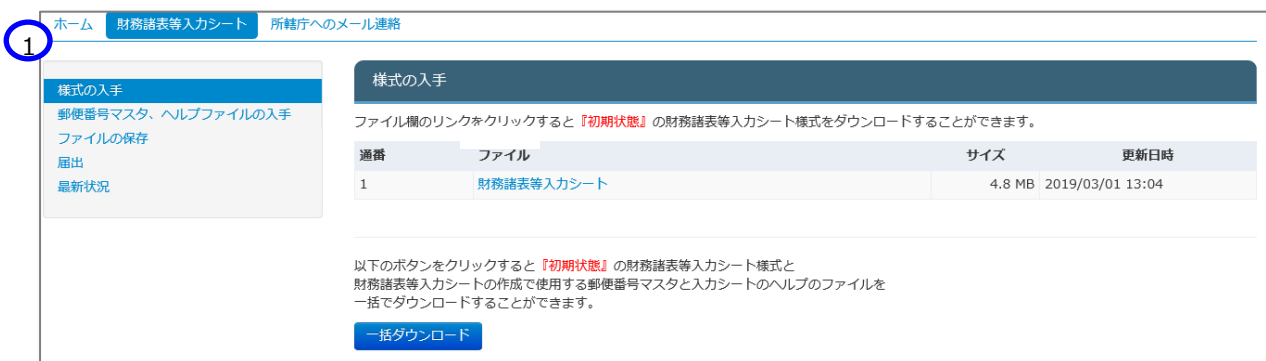 ホーム 財務諸表等入力シート 所轄庁へのメール連絡
1
様式の入手
郵便番号マスタ、ヘルプファイルの入手
ファイルの保存
届出
最新状況
様式の入手
ファイル欄のリンクをクリックすると『初期状態』の財務諸表等入力シート様式をダウンロードすることができます。
通番 ファイル サイズ 更新日時
1 財務諸表等入力シート 4.8 MB 2019/03/01 13:04
以下のボタンをクリックすると『初期状態』の財務諸表等入力シート様式と
財務諸表等入力シートの作成で使用する郵便番号マスタと入力シートのヘルプのファイルを
一括でダウンロードすることができます。
一括ダウンロード